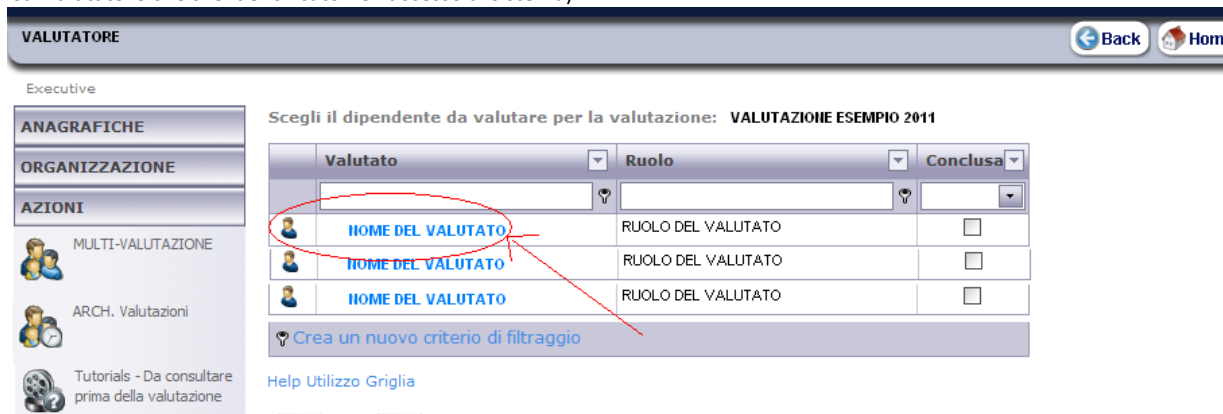 VALUTATORE
Back
Hom
Executive
ANAGRAFICHE
ORGANIZZAZIONE
AZIONI
MULTI-VALUTAZIONE
ARCH. Valutazioni
Tutorials - Da consultare
prima della valutazione
Scegli il dipendente da valutare per la valutazione: VALUTAZIONE ESEMPIO 2011
Valutato Ruolo Conclusa
NOME DEL VALUTATO RUOLO DEL VALUTATO
NOME DEL VALUTATO RUOLO DEL VALUTATO
NOME DEL VALUTATO RUOLO DEL VALUTATO
Crea un nuovo criterio di filtraggio
Help Utilizzo Griglia